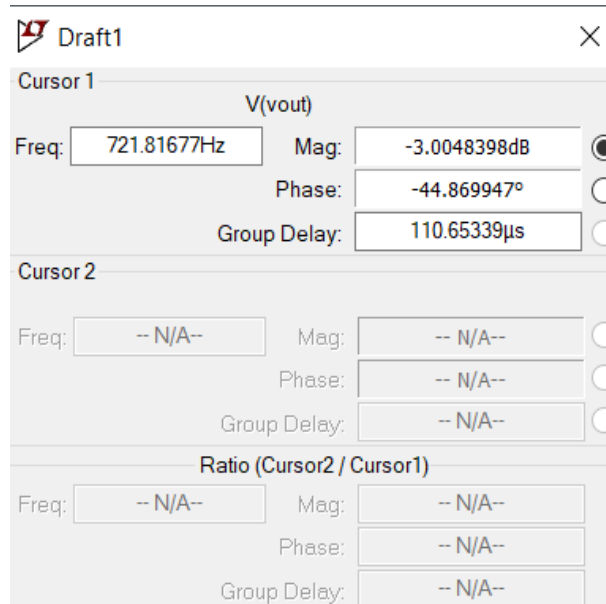 Draft1
Cursor 1
V(vout)
Freq: 721.81677Hz Mag: -3.0048398dB
Phase: -44.869947º
Group Delay: 110.65339µs
Cursor 2
Freq: -- N/A-- Mag: -- N/A--
Phase: -- N/A--
Group Delay: -- N/A--
Ratio (Cursor2 / Cursor1)
Freq: -- N/A-- Mag: -- N/A--
Phase: -- N/A--
Group Delay: -- N/A--